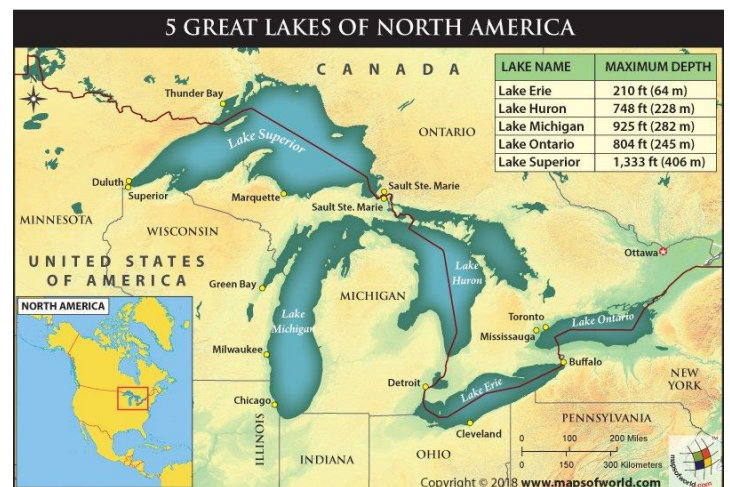 5 GREAT LAKES OF NORTH AMERICA
CANADA
LAKE NAME MAXIMUM DEPTH
Lake Erie 210 ft (64 m)
Lake Huron 748 ft (228 m)
Lake Michigan 925 ft (282 m)
Lake Ontario 804 ft (245 m)
Lake Superior 1,333 ft (406 m)
Thunder Bay
ONTARIO
Lake Superior
Duluth
Superior
Marquette
Sault Ste. Marie
Sault Ste. Marie
MINNESOTA
WISCONSIN
UNITED STATES
OF AMERICA
Ottawa
Green Bay
MICHIGAN
Lake
Huron
NORTH AMERICA
Lake
Michigan
Toronto
Mississauga
Lake Ontario
Milwaukee
Buffalo
Detroit
Lake Erie
NEW
YORK
Chicago
Cleveland
PENNSYLVANIA
ILLINOIS
INDIANA
OHIO
0 100 200 Miles
0 150 300 Kilometers
mapsofworld.com
Copyright © 2018 www.mapsofworld.com